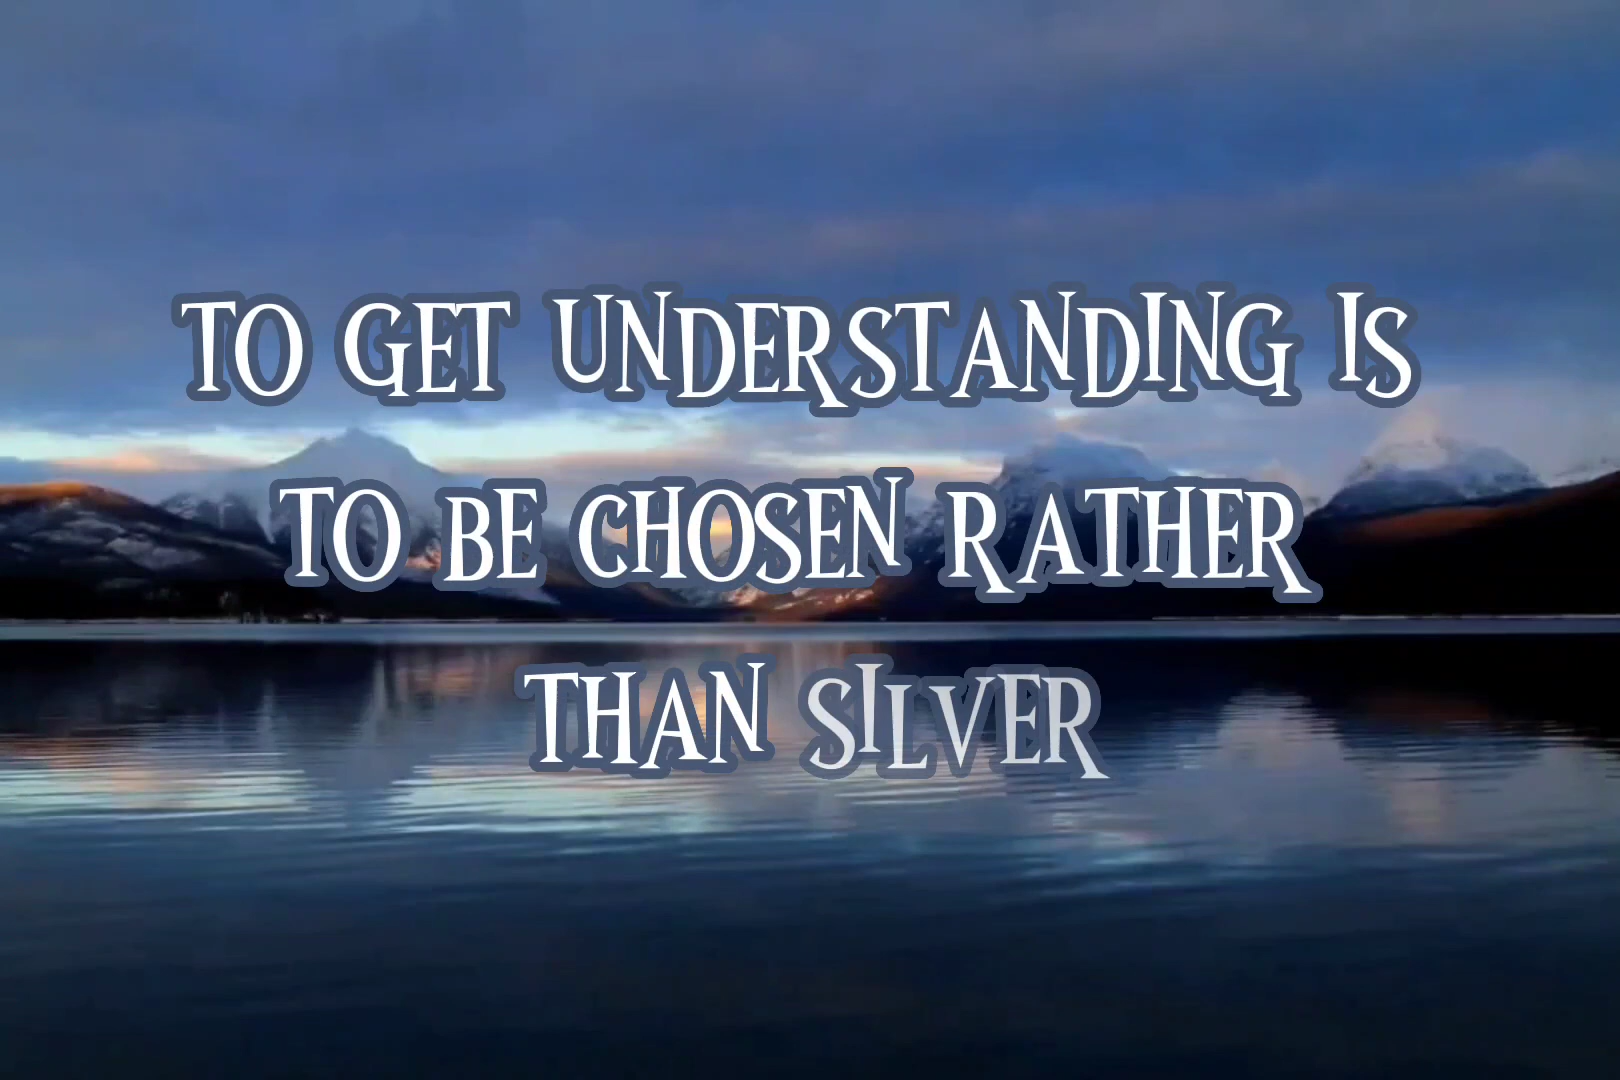 TO GET UNDERSTANDING IS
TO BE CHOSEN RATHER
THAN SILVER